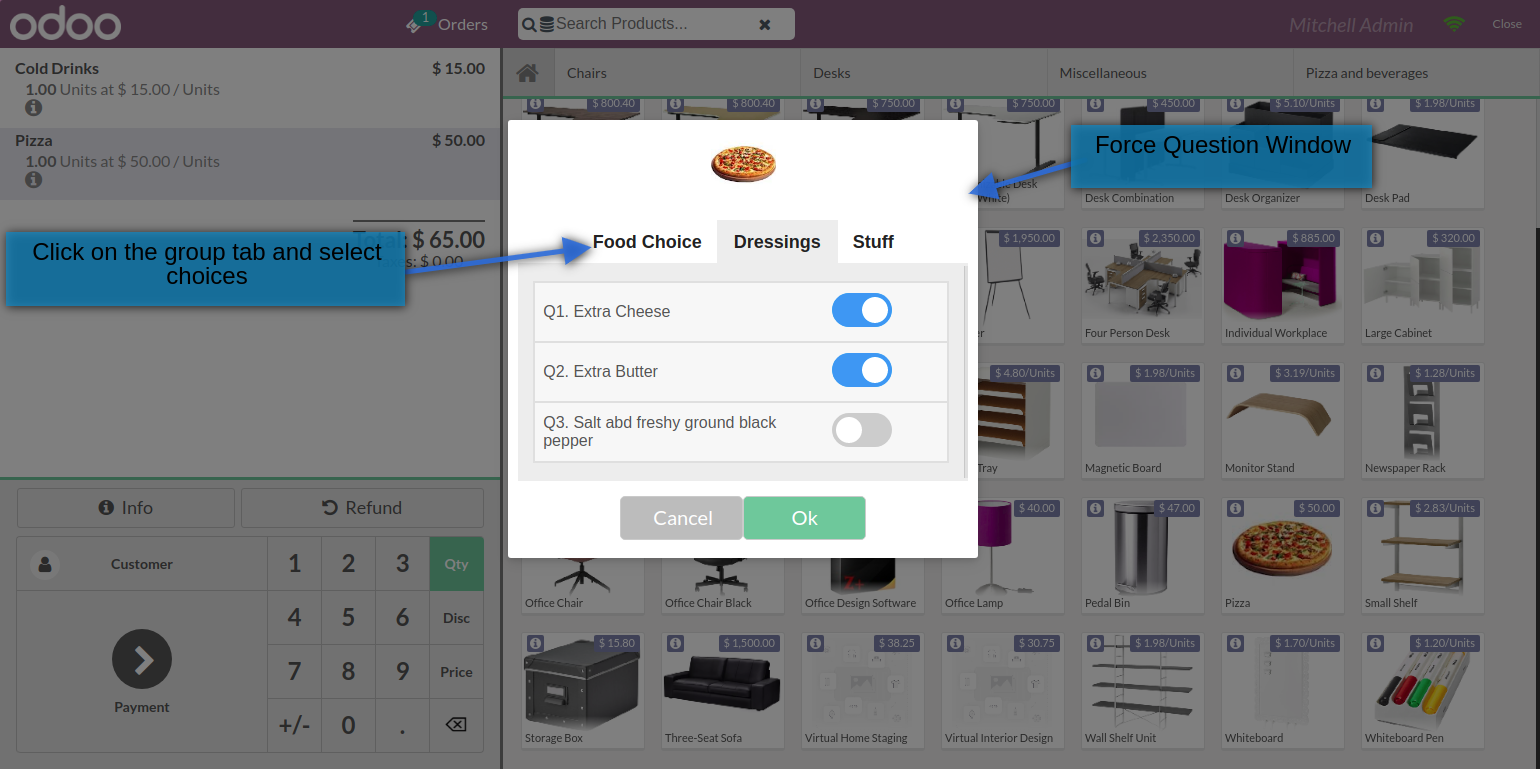 odoo
1
Orders
Search Products...
Mitchell Admin
Close
Cold Drinks
$ 15.00
1.00 Units at $ 15.00 / Units
Pizza
$ 50.00
1.00 Units at $ 50.00 / Units
Total: $ 65.00
Taxes: $ 0.00
Click on the group tab and select
choices
Info
Refund
Customer
1
2
3
Qty
4
5
6
Disc
7
8
9
Price
Payment
+/-
0
.
Chairs
Desks
Miscellaneous
Pizza and beverages
Force Question Window
Food Choice
Dressings
Stuff
Q1. Extra Cheese
Q2. Extra Butter
Q3. Salt abd freshy ground black
pepper
Cancel
Ok
$ 800.40
$ 800.40
$ 750.00
$ 750.00
$ 450.00
$ 5.10/Units
$ 1.98/Units
Desk
White)
Desk Combination
Desk Organizer
Desk Pad
$ 1,950.00
$ 2,350.00
$ 885.00
$ 320.00
Four Person Desk
Individual Workplace
Large Cabinet
$ 4.80/Units
$ 1.98/Units
$ 3.19/Units
$ 1.28/Units
Tray
Magnetic Board
Monitor Stand
Newspaper Rack
$ 40.00
$ 47.00
$ 50.00
$ 2.83/Units
Office Chair
Office Chair Black
Office Design Software
Office Lamp
Pedal Bin
Pizza
Small Shelf
$ 15.80
$ 1,500.00
$ 38.25
$ 30.75
$ 1.98/Units
$ 1.70/Units
$ 1.20/Units
Storage Box
Three-Seat Sofa
Virtual Home Staging
Virtual Interior Design
Wall Shelf Unit
Whiteboard
Whiteboard Pen